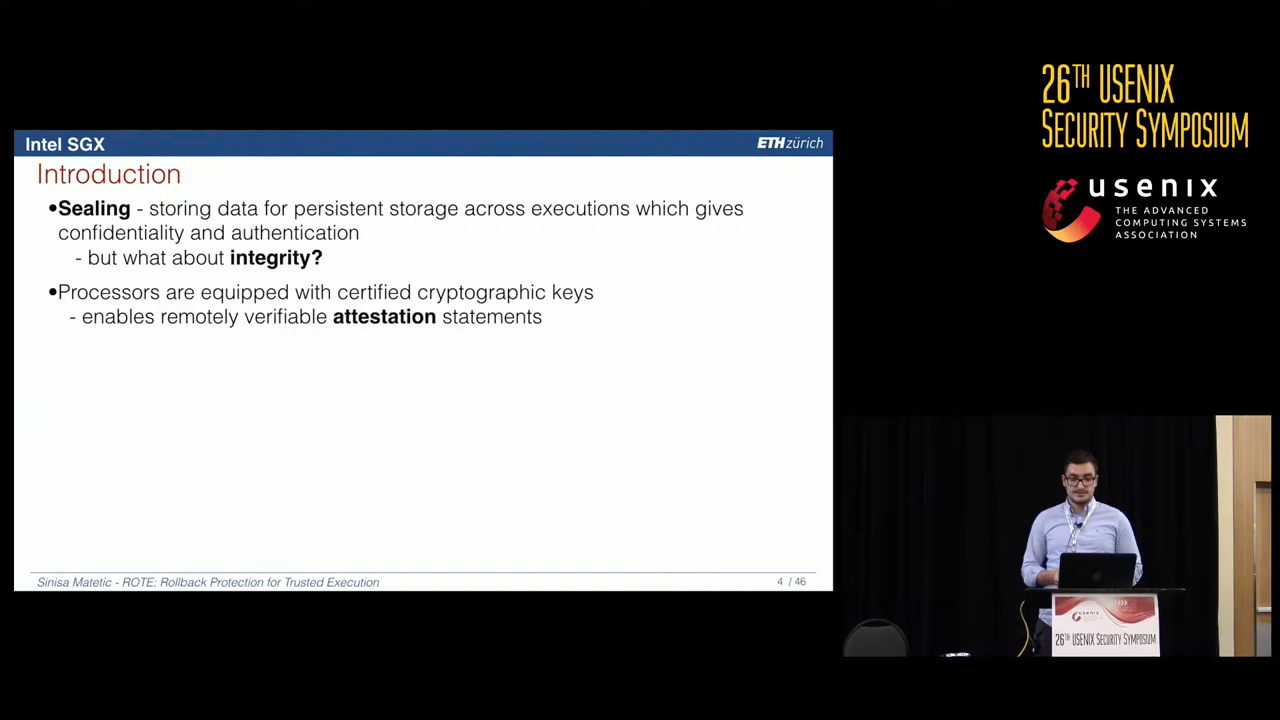 26TH USENIX
SECURITY SYMPOSIUM
usenix
THE ADVANCED
COMPUTING SYSTEMS
ASSOCIATION
Intel SGX
ETHzürich
Introduction
•Sealing - storing data for persistent storage across executions which gives
confidentiality and authentication
- but what about integrity?
•Processors are equipped with certified cryptographic keys
- enables remotely verifiable attestation statements
Sinisa Matetic - ROTE: Rollback Protection for Trusted Execution
4 / 46
usenix
26TH USENIX SECURITY SYMPOSIUM